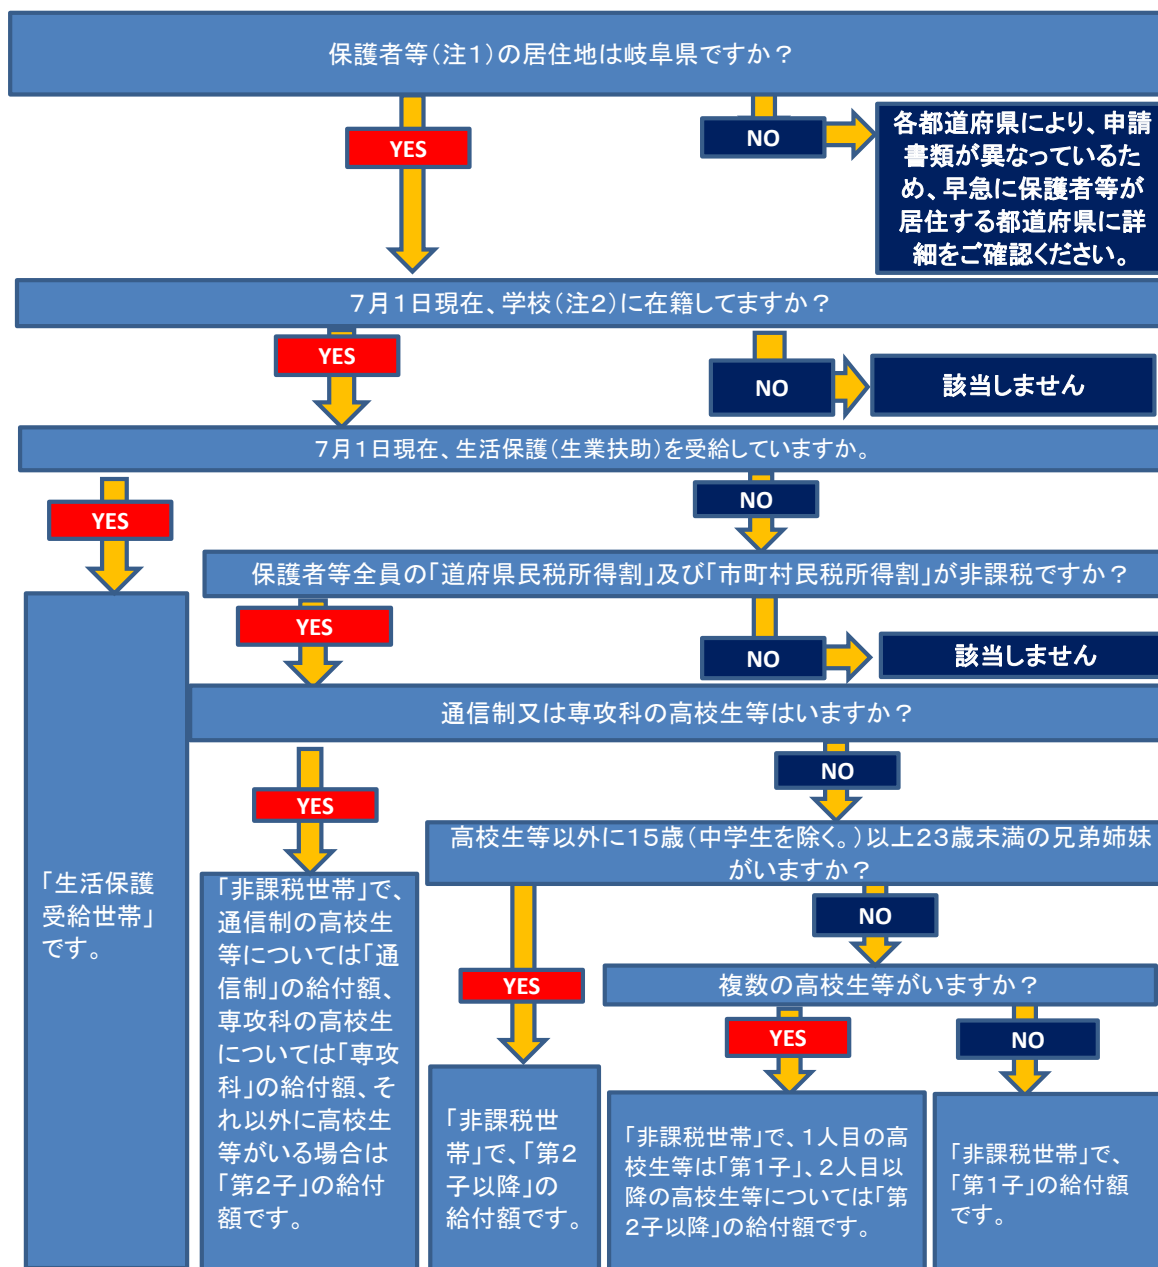 保護者等(注1)の居住地は岐阜県ですか？
YES
NO
各都道府県により、申請
書類が異なっているた
め、早急に保護者等が
居住する都道府県に詳
細をご確認ください。
7月1日現在、学校(注2)に在籍してますか？
YES
NO
該当しません
7月1日現在、生活保護(生業扶助)を受給していますか。
YES
NO
保護者等全員の「道府県民税所得割」及び「市町村民税所得割」が非課税ですか？
YES
NO
該当しません
通信制又は専攻科の高校生等はいますか？
YES
NO
高校生等以外に15歳(中学生を除く。)以上23歳未満の兄弟姉妹
がいますか？
YES
NO
複数の高校生等がいますか？
YES
NO
「生活保護
受給世帯」
です。
「非課税世帯」で、
通信制の高校生
等については「通
信制」の給付額、
専攻科の高校生
については「専攻
科」の給付額、そ
れ以外に高校生
等がいる場合は
「第2子」の給付
額です。
「非課税世
帯」で、「第2
子以降」の
給付額です。
「非課税世帯」で、1人目の高
校生等は「第1子」、2人目以
降の高校生等については「第
2子以降」の給付額です。
「非課税世帯」で、
「第1子」の給付額
です。